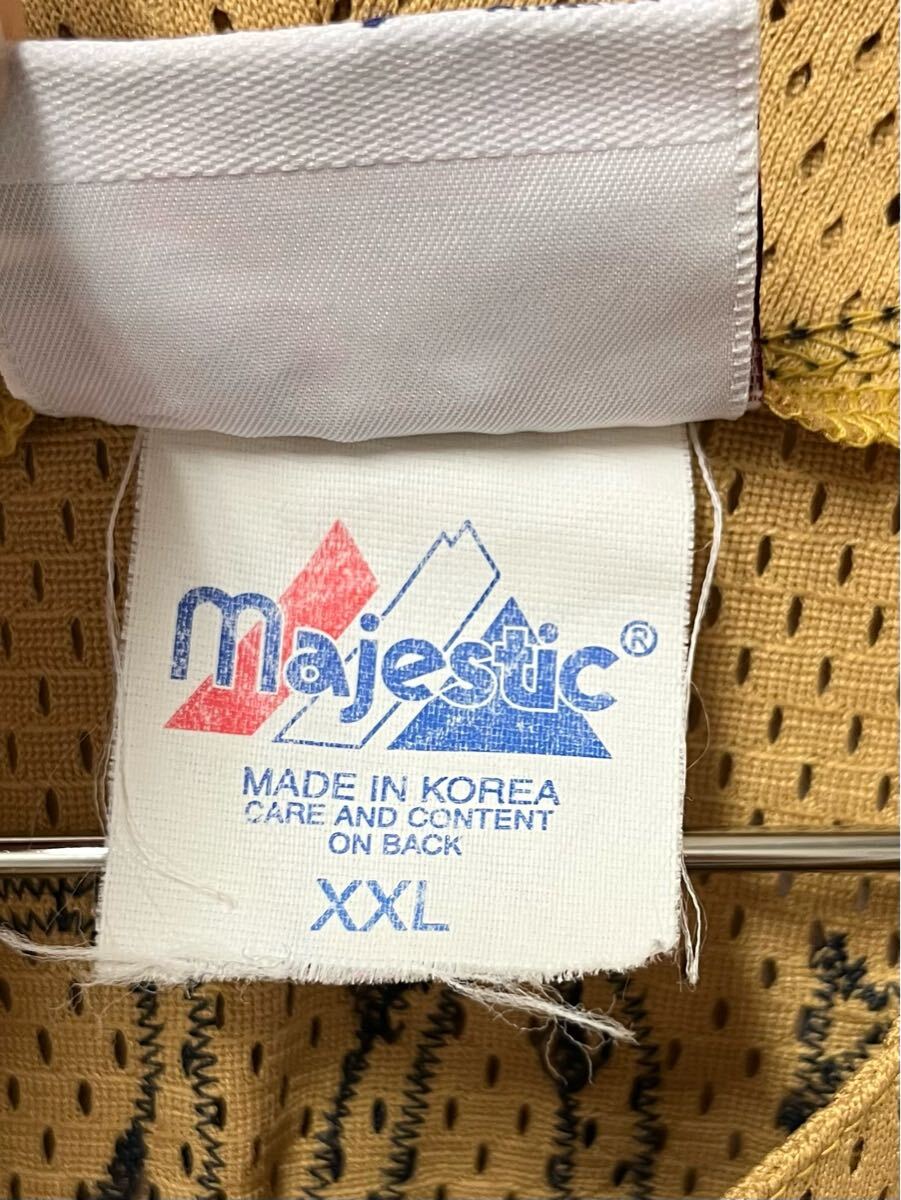 majestic®
MADE IN KOREA
CARE AND CONTENT
ON BACK
XXL